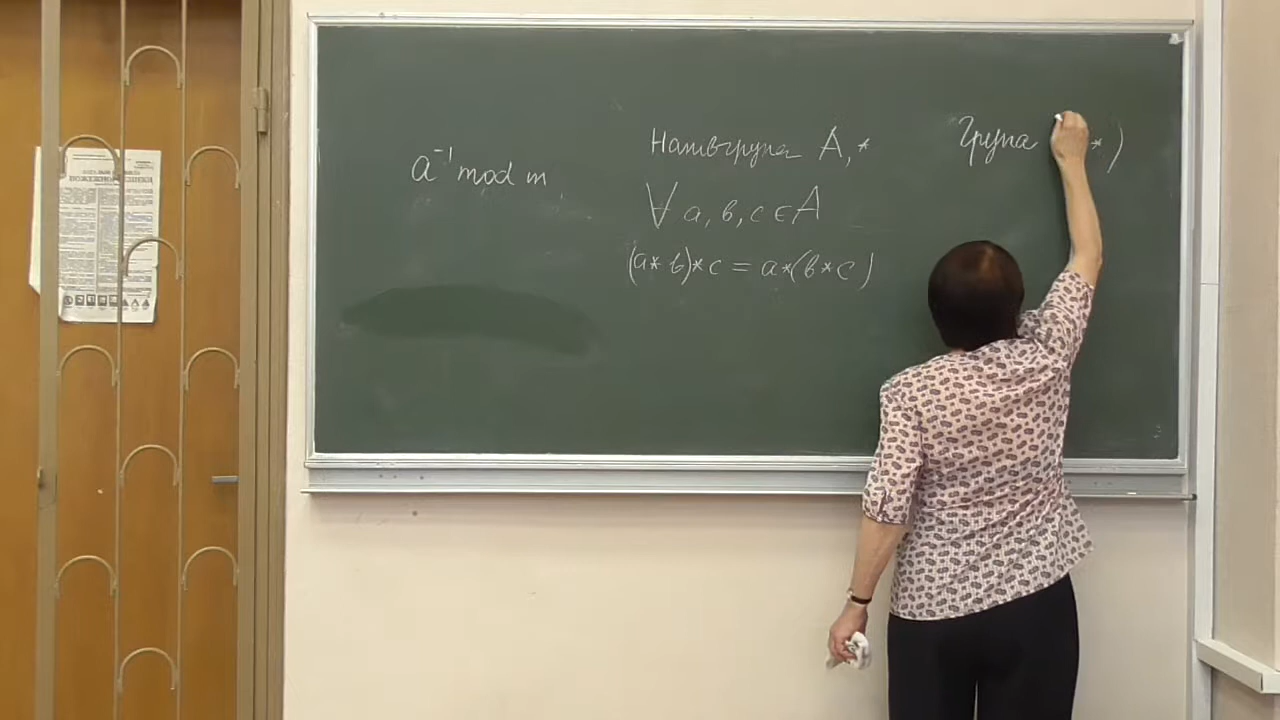 a⁻¹ mod m
Напівгрупа A, *
∀ a, b, c ∈ A
(a * b) * c = a * (b * c)
Група * )